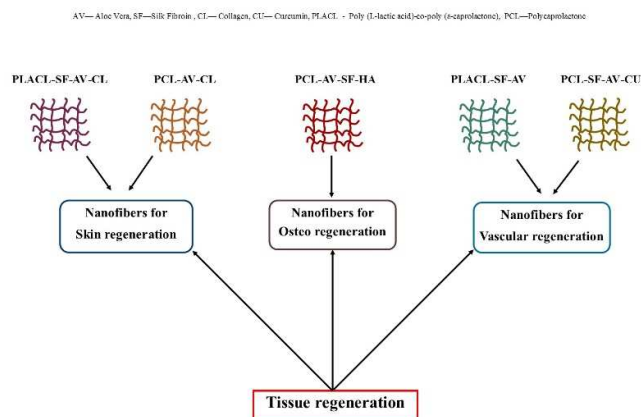 AV— Aloe Vera, SF—Silk Fibroin , CL— Collagen, CU— Curcumin, PLACL - Poly (L-lactic acid)-co-poly (ε-caprolactone), PCL—Polycaprolactone
PLACL-SF-AV-CL
PCL-AV-CL
PCL-AV-SF-HA
PLACL-SF-AV
PCL-SF-AV-CU
Nanofibers for
Skin regeneration
Nanofibers for
Osteo regeneration
Nanofibers for
Vascular regeneration
Tissue regeneration